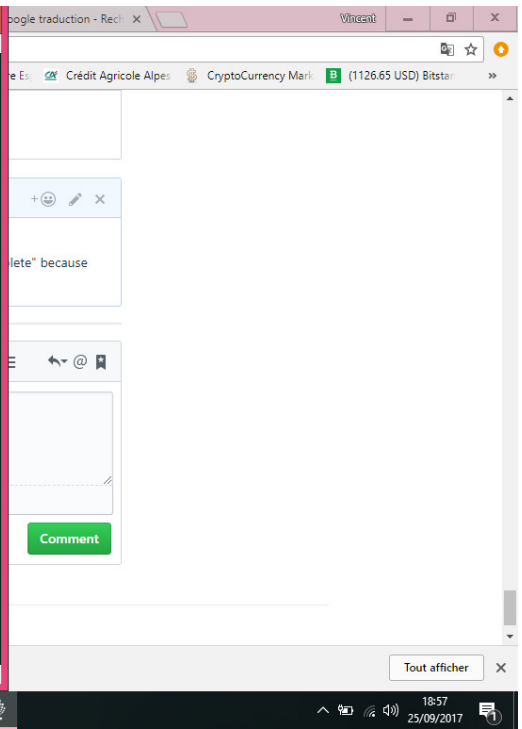 oogle traduction - Rech
Vincent
re Es
Crédit Agricole Alpes
CryptoCurrency Mark
B
(1126.65 USD) Bitstan
»
lete" because
@
Comment
Tout afficher
18:57
25/09/2017
1